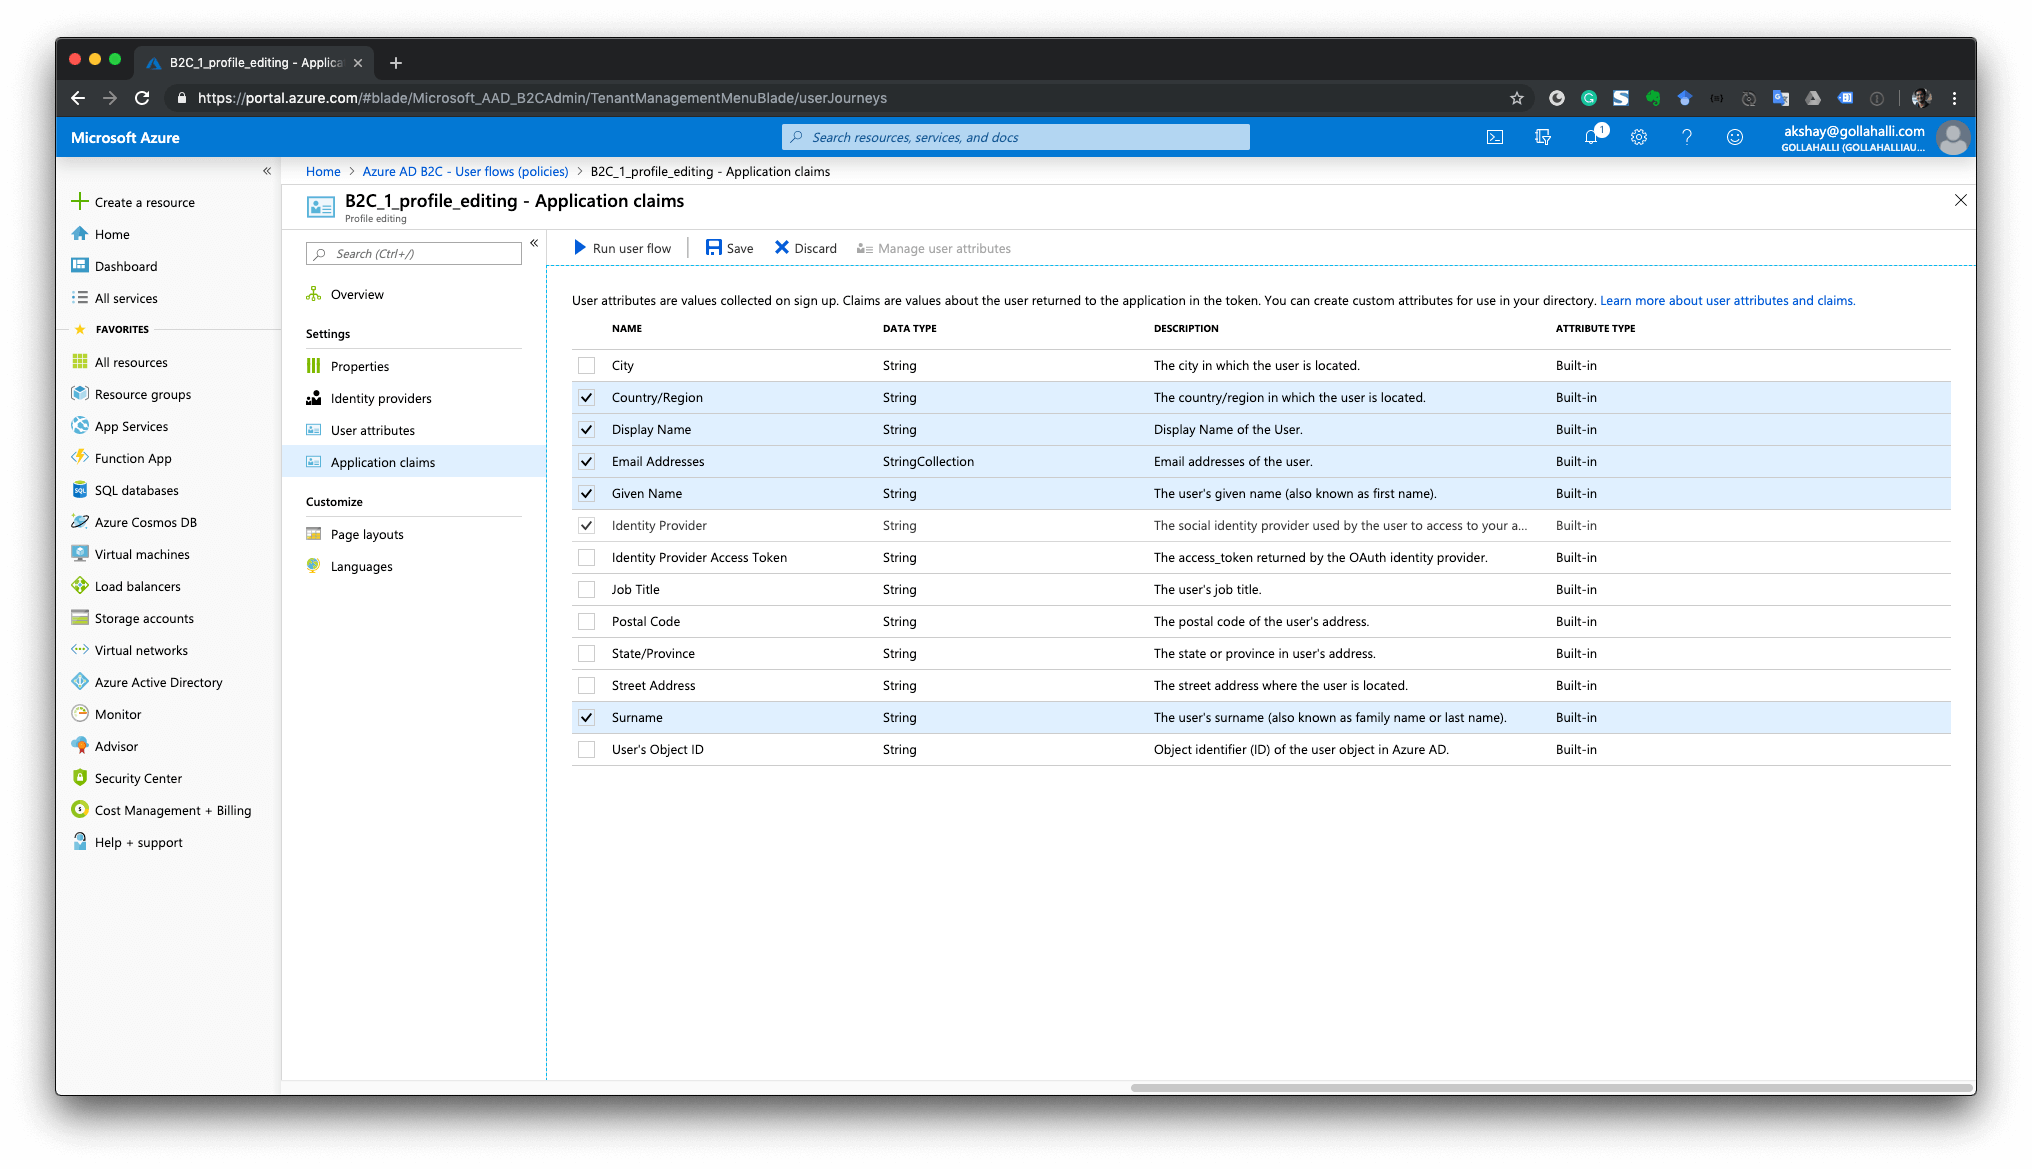 B2C_1_profile_editing - Applica
https://portal.azure.com/#blade/Microsoft_AAD_B2CAdmin/TenantManagementMenuBlade/userJourneys
Microsoft Azure
Search resources, services, and docs
1
akshay@gollahalli.com
GOLLAHALLI (GOLLAHALLIAU...
Home > Azure AD B2C - User flows (policies) > B2C_1_profile_editing - Application claims
B2C_1_profile_editing - Application claims
Profile editing
Create a resource
Home
Dashboard
All services
FAVORITES
All resources
Resource groups
App Services
Function App
SQL databases
Azure Cosmos DB
Virtual machines
Load balancers
Storage accounts
Virtual networks
Azure Active Directory
Monitor
Advisor
Security Center
Cost Management + Billing
Help + support
Search (Ctrl+/)
Overview
Settings
Properties
Identity providers
User attributes
Application claims
Customize
Page layouts
Languages
Run user flow Save Discard Manage user attributes
User attributes are values collected on sign up. Claims are values about the user returned to the application in the token. You can create custom attributes for use in your directory. Learn more about user attributes and claims.
NAME DATA TYPE DESCRIPTION ATTRIBUTE TYPE
City String The city in which the user is located. Built-in
Country/Region String The country/region in which the user is located. Built-in
Display Name String Display Name of the User. Built-in
Email Addresses StringCollection Email addresses of the user. Built-in
Given Name String The user's given name (also known as first name). Built-in
Identity Provider String The social identity provider used by the user to access to your a... Built-in
Identity Provider Access Token String The access_token returned by the OAuth identity provider. Built-in
Job Title String The user's job title. Built-in
Postal Code String The postal code of the user's address. Built-in
State/Province String The state or province in user's address. Built-in
Street Address String The street address where the user is located. Built-in
Surname String The user's surname (also known as family name or last name). Built-in
User's Object ID String Object identifier (ID) of the user object in Azure AD. Built-in